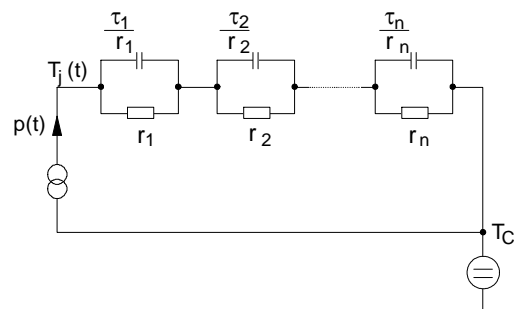 τ1/r1 τ2/r2 τn/rn
Tj(t)
r1 r2 rn
p(t)
TC